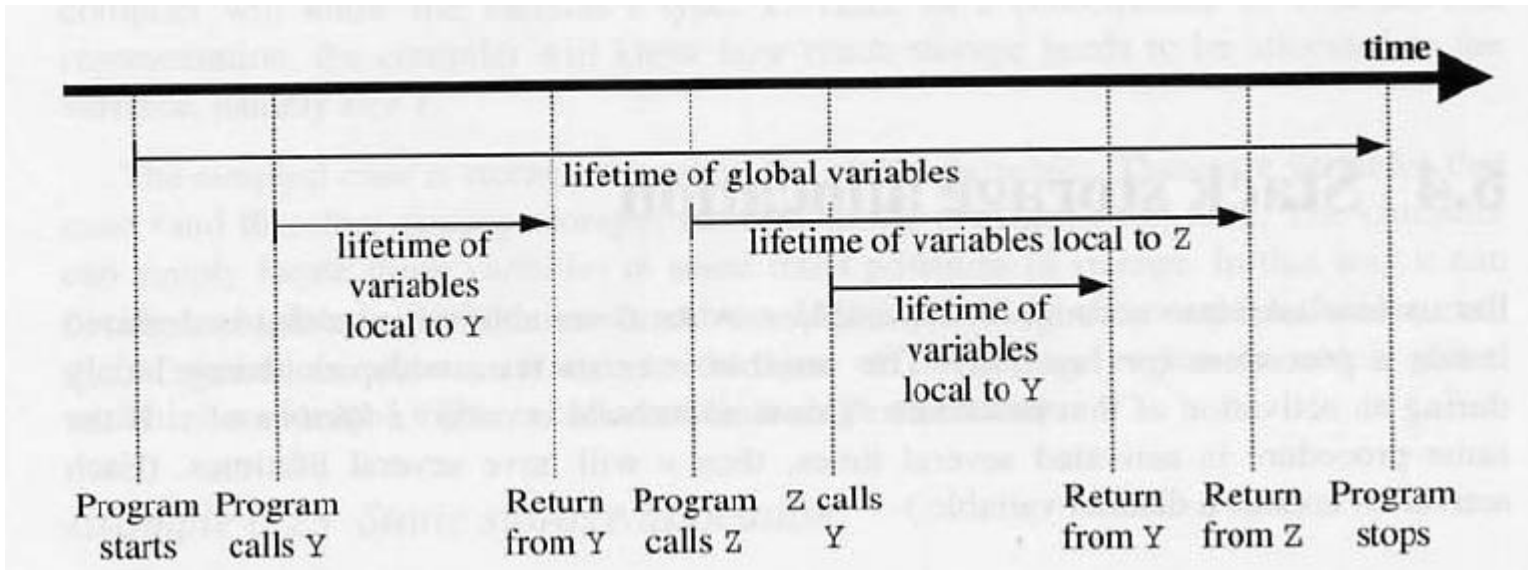 time
lifetime of global variables
lifetime of
variables
local to Y
lifetime of variables local to Z
lifetime of
variables
local to Y
Program
starts
Program
calls Y
Return
from Y
Program
calls Z
Z calls
Y
Return
from Y
Return
from Z
Program
stops